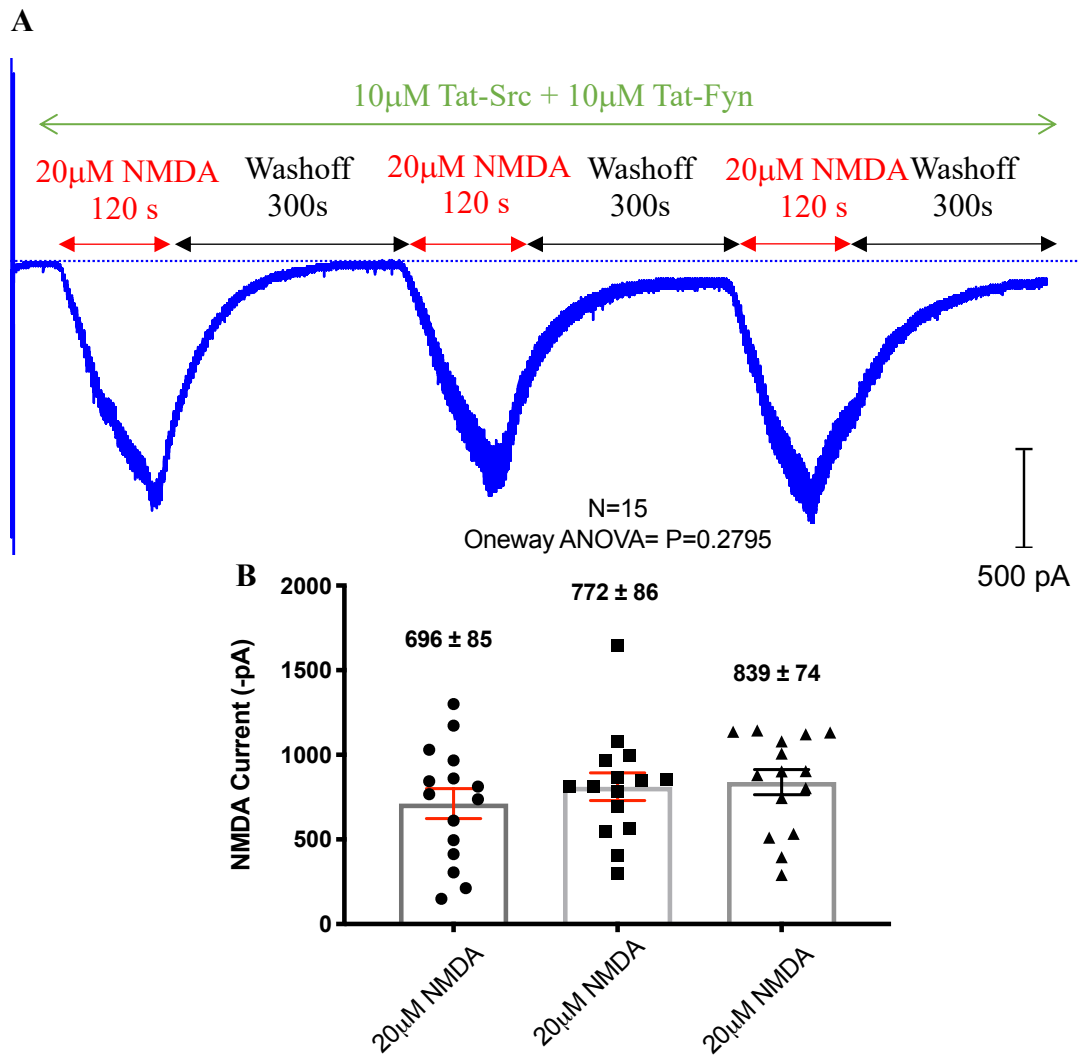 A
10μM Tat-Src + 10μM Tat-Fyn
20μM NMDA
120 s
Washoff
300s
20μM NMDA
120 s
Washoff
300s
20μM NMDA
120 s
Washoff
300s
N=15
Oneway ANOVA= P=0.2795
500 pA
B
NMDA Current (-pA)
2000
1500
1000
500
0
696 ± 85
772 ± 86
839 ± 74
20μM NMDA
20μM NMDA
20μM NMDA